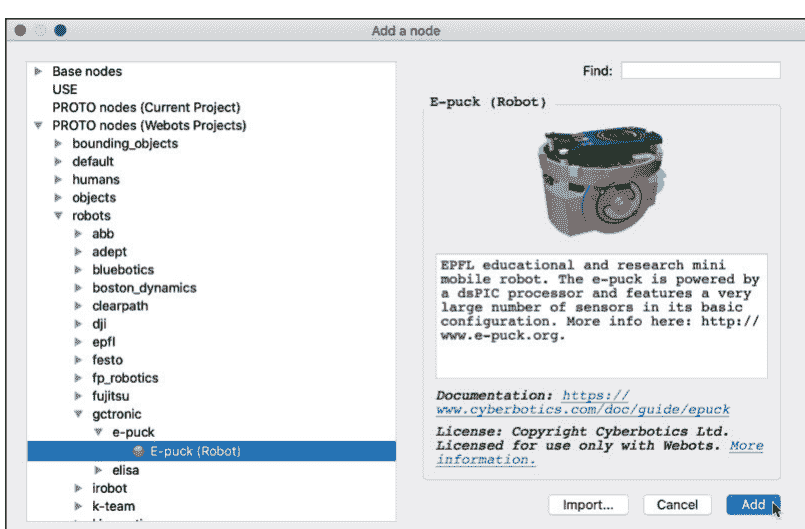 Add a node
Base nodes
USE
PROTO nodes (Current Project)
PROTO nodes (Webots Projects)
bounding_objects
default
humans
objects
robots
abb
adept
bluebotics
boston_dynamics
clearpath
dji
epfl
festo
fp_robotics
fujitsu
gctronic
e-puck
E-puck (Robot)
elisa
irobot
k-team
Find:
E-puck (Robot)
EPFL educational and research mini
mobile robot. The e-puck is powered by
a dsPIC processor and features a very
large number of sensors in its basic
configuration. More info here: http://
www.e-puck.org.
Documentation: https://
www.cyberbotics.com/doc/guide/epuck
License: Copyright Cyberbotics Ltd.
Licensed for use only with Webots. More
information.
Import... Cancel Add